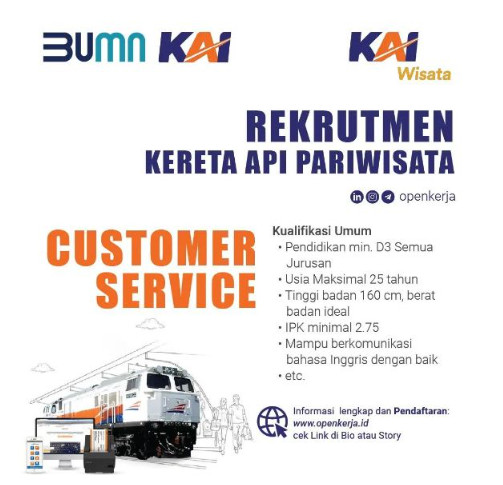 BUMN KAI
KAI
Wisata
REKRUTMEN
KERETA API PARIWISATA
openkerja
CUSTOMER
SERVICE
Kualifikasi Umum
• Pendidikan min. D3 Semua
Jurusan
• Usia Maksimal 25 tahun
• Tinggi badan 160 cm, berat
badan ideal
• IPK minimal 2.75
• Mampu berkomunikasi
bahasa Inggris dengan baik
• etc.
Informasi lengkap dan Pendaftaran:
www.openkerja.id
cek Link di Bio atau Story